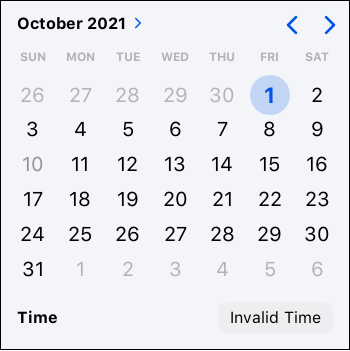 October 2021
SUN MON TUE WED THU FRI SAT
26 27 28 29 30 1 2
3 4 5 6 7 8 9
10 11 12 13 14 15 16
17 18 19 20 21 22 23
24 25 26 27 28 29 30
31 1 2 3 4 5 6
Time Invalid Time